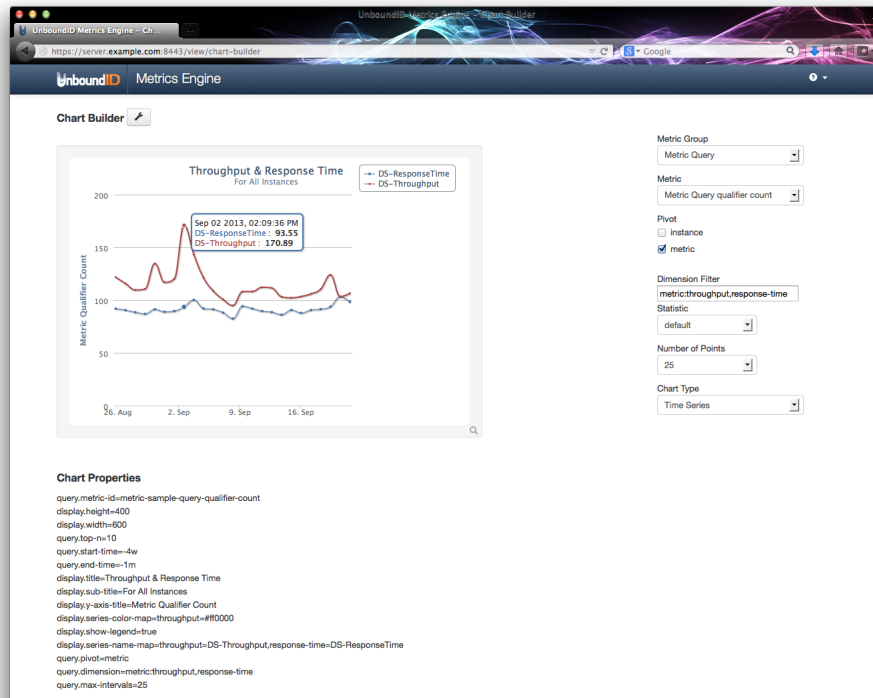 UnboundID Metrics Engine – Chart Builder
UnboundID Metrics Engine – Ch...
https://server.example.com:8443/view/chart-builder
Google
UnboundID Metrics Engine
Chart Builder
Throughput & Response Time
For All Instances
DS-ResponseTime
DS-Throughput
200
150
100
50
0
Metric Qualifier Count
Sep 02 2013, 02:09:36 PM
DS-ResponseTime : 93.55
DS-Throughput : 170.89
26. Aug
2. Sep
9. Sep
16. Sep
Metric Group
Metric Query
Metric
Metric Query qualifier count
Pivot
instance
metric
Dimension Filter
metric:throughput,response-time
Statistic
default
Number of Points
25
Chart Type
Time Series
Chart Properties
query.metric-id=metric-sample-query-qualifier-count
display.height=400
display.width=600
query.top-n=10
query.start-time=-4w
query.end-time=-1m
display.title=Throughput & Response Time
display.sub-title=For All Instances
display.y-axis-title=Metric Qualifier Count
display.series-color-map=throughput=#ff0000
display.show-legend=true
display.series-name-map=throughput=DS-Throughput,response-time=DS-ResponseTime
query.pivot=metric
query.dimension=metric:throughput,response-time
query.max-intervals=25